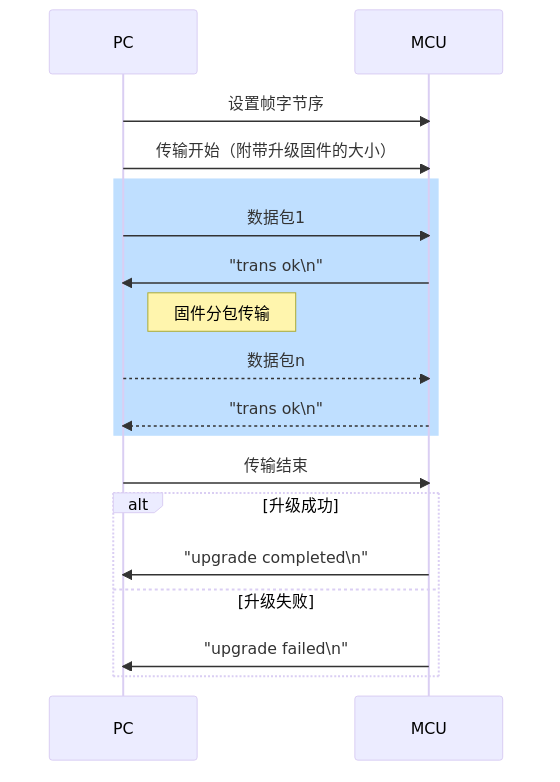 PC
MCU
设置帧字节序
传输开始（附带升级固件的大小）
数据包1
"trans ok\n"
固件分包传输
数据包n
"trans ok\n"
传输结束
alt
[升级成功]
"upgrade completed\n"
[升级失败]
"upgrade failed\n"
PC
MCU